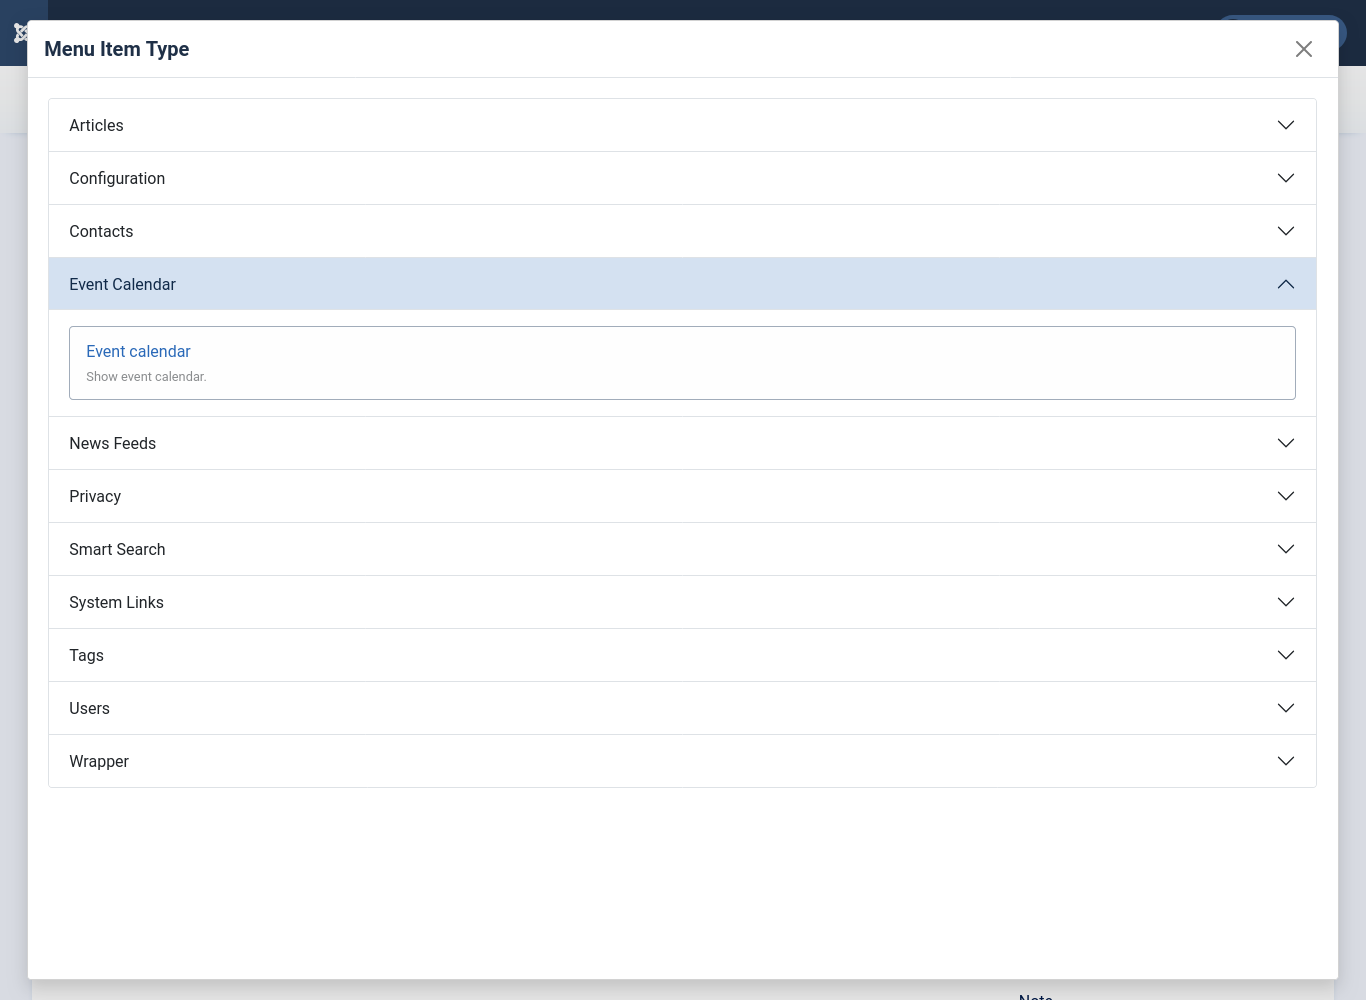 Menu Item Type
Articles
Configuration
Contacts
Event Calendar
Event calendar
Show event calendar.
News Feeds
Privacy
Smart Search
System Links
Tags
Users
Wrapper
Note